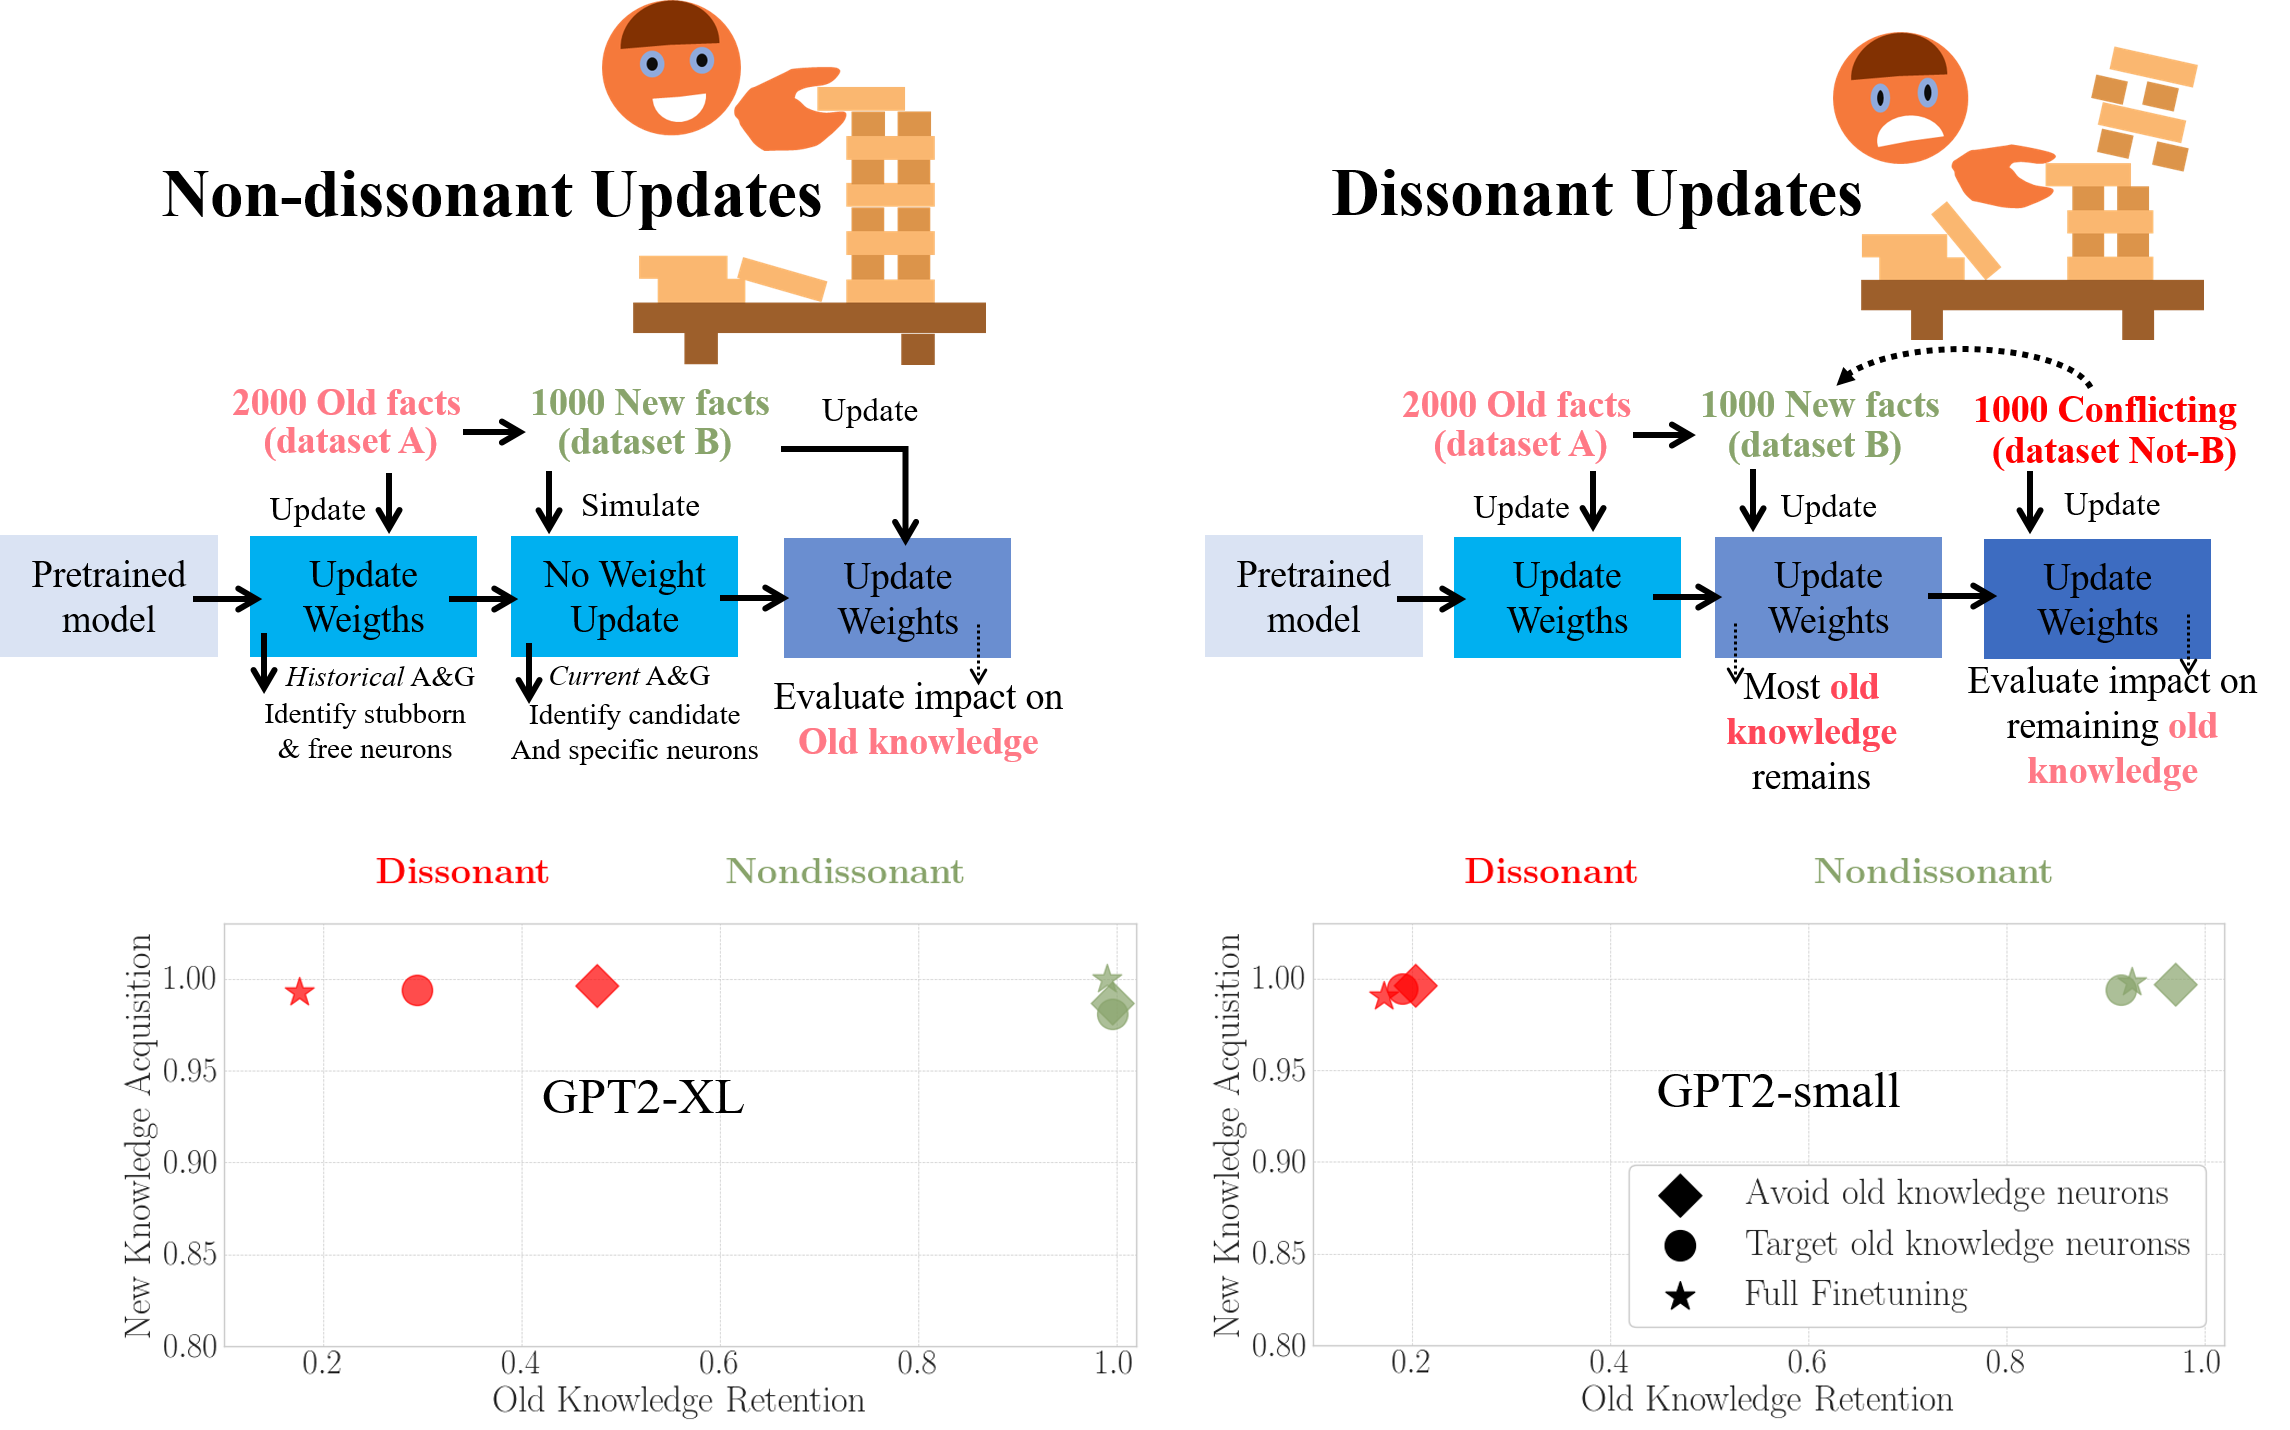 Non-dissonant Updates
2000 Old facts
(dataset A)
1000 New facts
(dataset B)
Update
Update
Simulate
Pretrained
model
Update
Weigths
No Weight
Update
Update
Weights
Historical A&G
Identify stubborn
& free neurons
Current A&G
Identify candidate
And specific neurons
Evaluate impact on
Old knowledge
Dissonant Updates
2000 Old facts
(dataset A)
1000 New facts
(dataset B)
1000 Conflicting
(dataset Not-B)
Update
Update
Update
Pretrained
model
Update
Weigths
Update
Weights
Update
Weights
Most old
knowledge
remains
Evaluate impact on
remaining old
knowledge
Dissonant
Nondissonant
New Knowledge Acquisition
1.00
0.95
0.90
0.85
0.80
GPT2-XL
0.2
0.4
0.6
0.8
1.0
Old Knowledge Retention
Dissonant
Nondissonant
New Knowledge Acquisition
1.00
0.95
0.90
0.85
0.80
GPT2-small
Avoid old knowledge neurons
Target old knowledge neuronss
Full Finetuning
0.2
0.4
0.6
0.8
1.0
Old Knowledge Retention